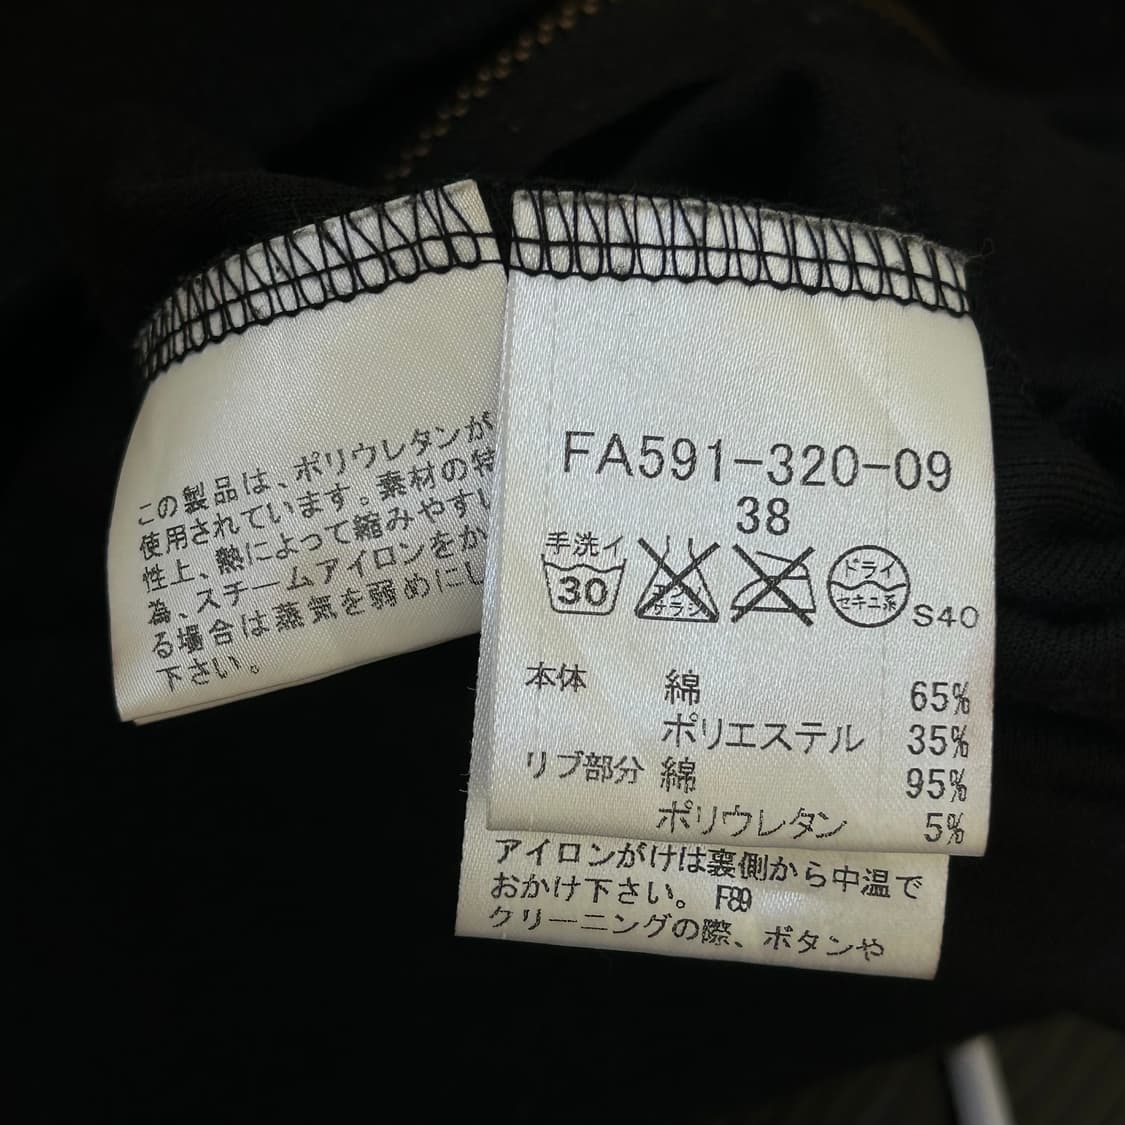 この製品は、ポリウレタンが
使用されています。素材の特
性上、熱によって縮みやすい
為、スチームアイロンをか
る場合は蒸気を弱めにし
下さい。
FA591-320-09
38
手洗イ
30
エンソ
サラシ
ドライ
セキユ系
S40
本体 綿 65%
ポリエステル 35%
リブ部分 綿 95%
ポリウレタン 5%
アイロンがけは裏側から中温で
おかけ下さい。 F89
クリーニングの際、ボタンや